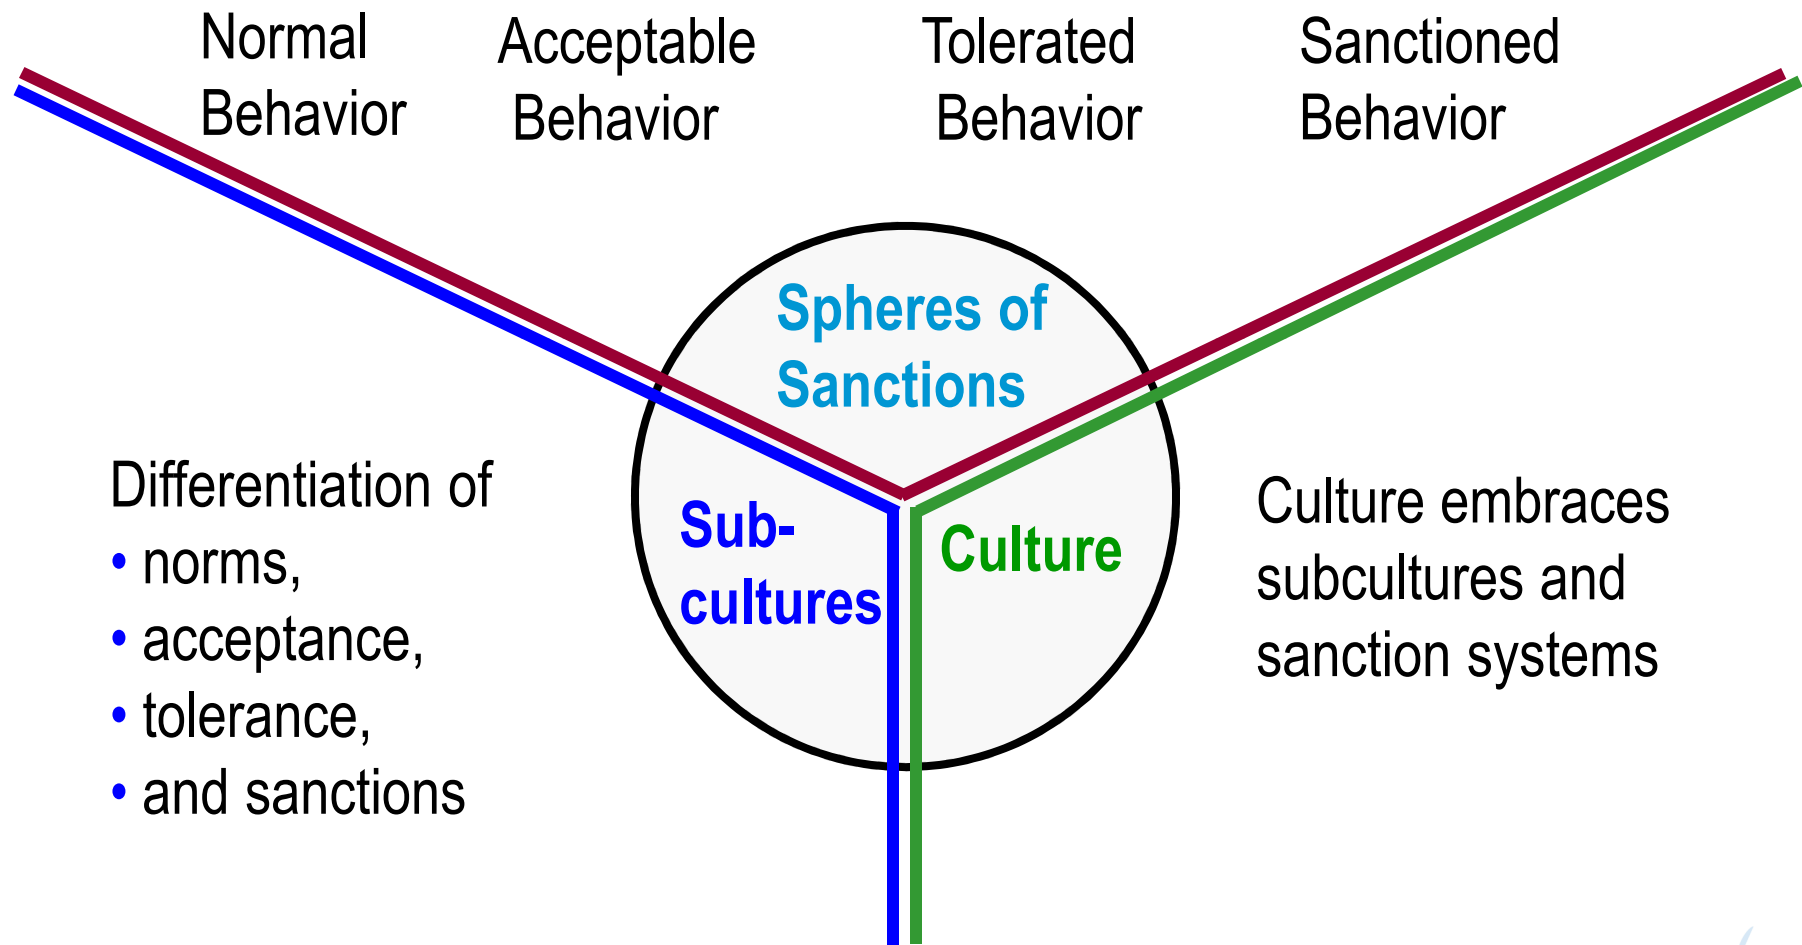 Normal
Behavior
Acceptable
Behavior
Tolerated
Behavior
Sanctioned
Behavior
Spheres of
Sanctions
Sub-
cultures
Culture
Differentiation of
• norms,
• acceptance,
• tolerance,
• and sanctions
Culture embraces
subcultures and
sanction systems